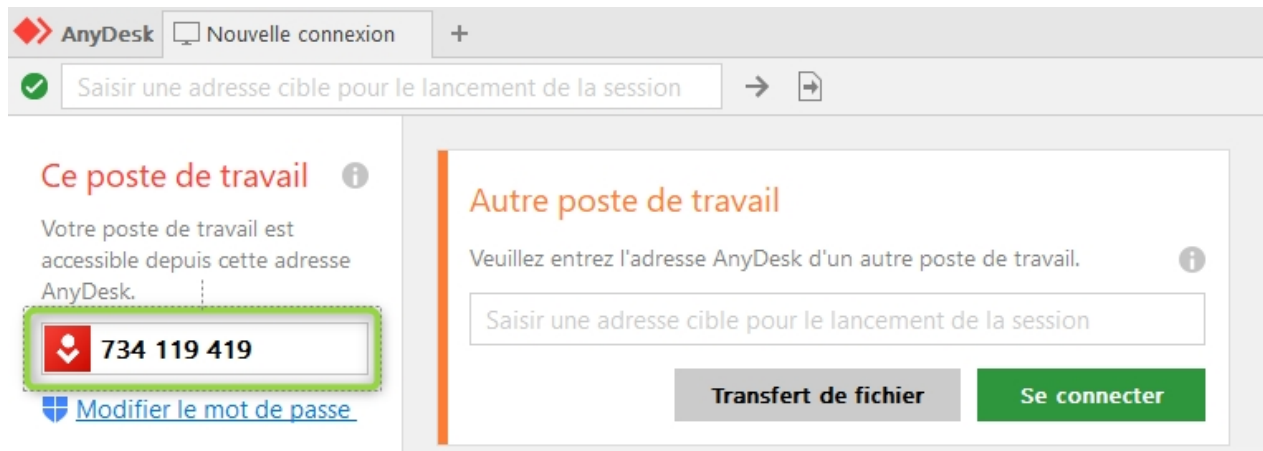 AnyDesk
Nouvelle connexion
+
Saisir une adresse cible pour le lancement de la session
Ce poste de travail
Votre poste de travail est
accessible depuis cette adresse
AnyDesk.
734 119 419
Modifier le mot de passe
Autre poste de travail
Veuillez entrez l'adresse AnyDesk d'un autre poste de travail.
Saisir une adresse cible pour le lancement de la session
Transfert de fichier
Se connecter